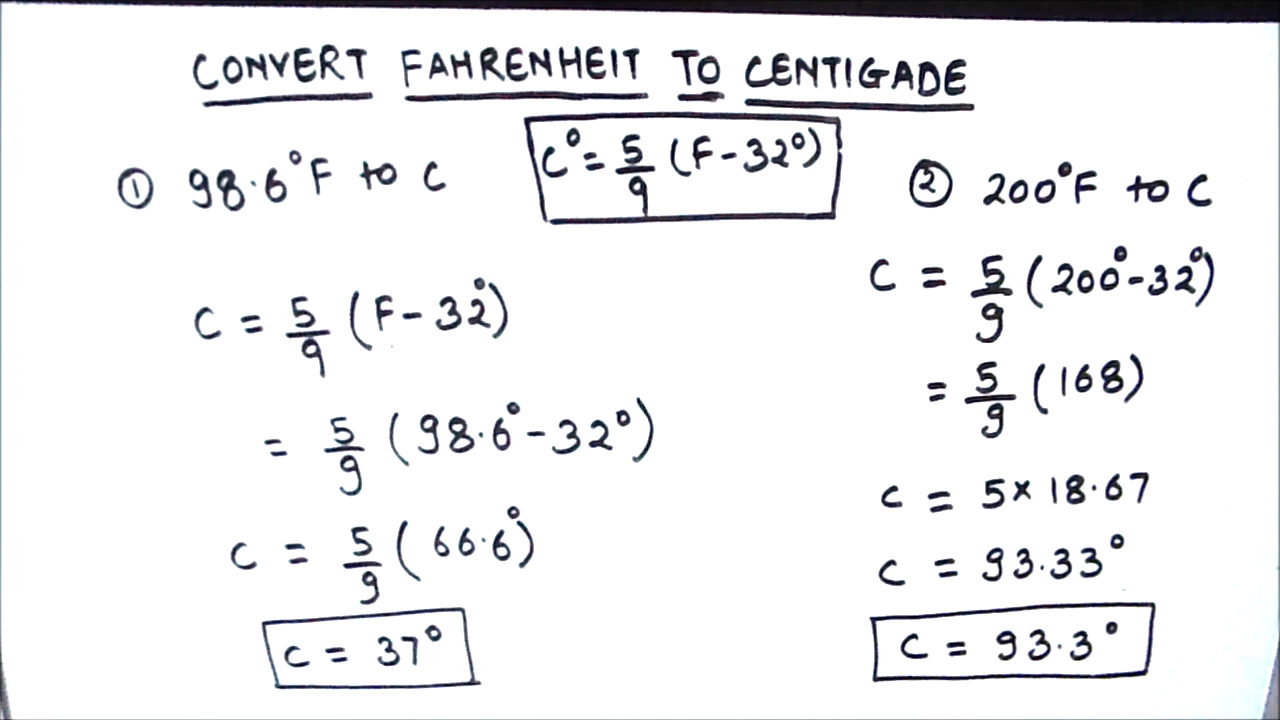 CONVERT FAHRENHEIT TO CENTIGADE
C° = 5/9 (F - 32°)
① 98.6°F to C
C = 5/9 (F - 32°)
= 5/9 (98.6° - 32°)
C = 5/9 (66.6°)
C = 37°
② 200°F to C
C = 5/9 (200° - 32°)
= 5/9 (168)
C = 5 × 18.67
C = 93.33°
C = 93.3°